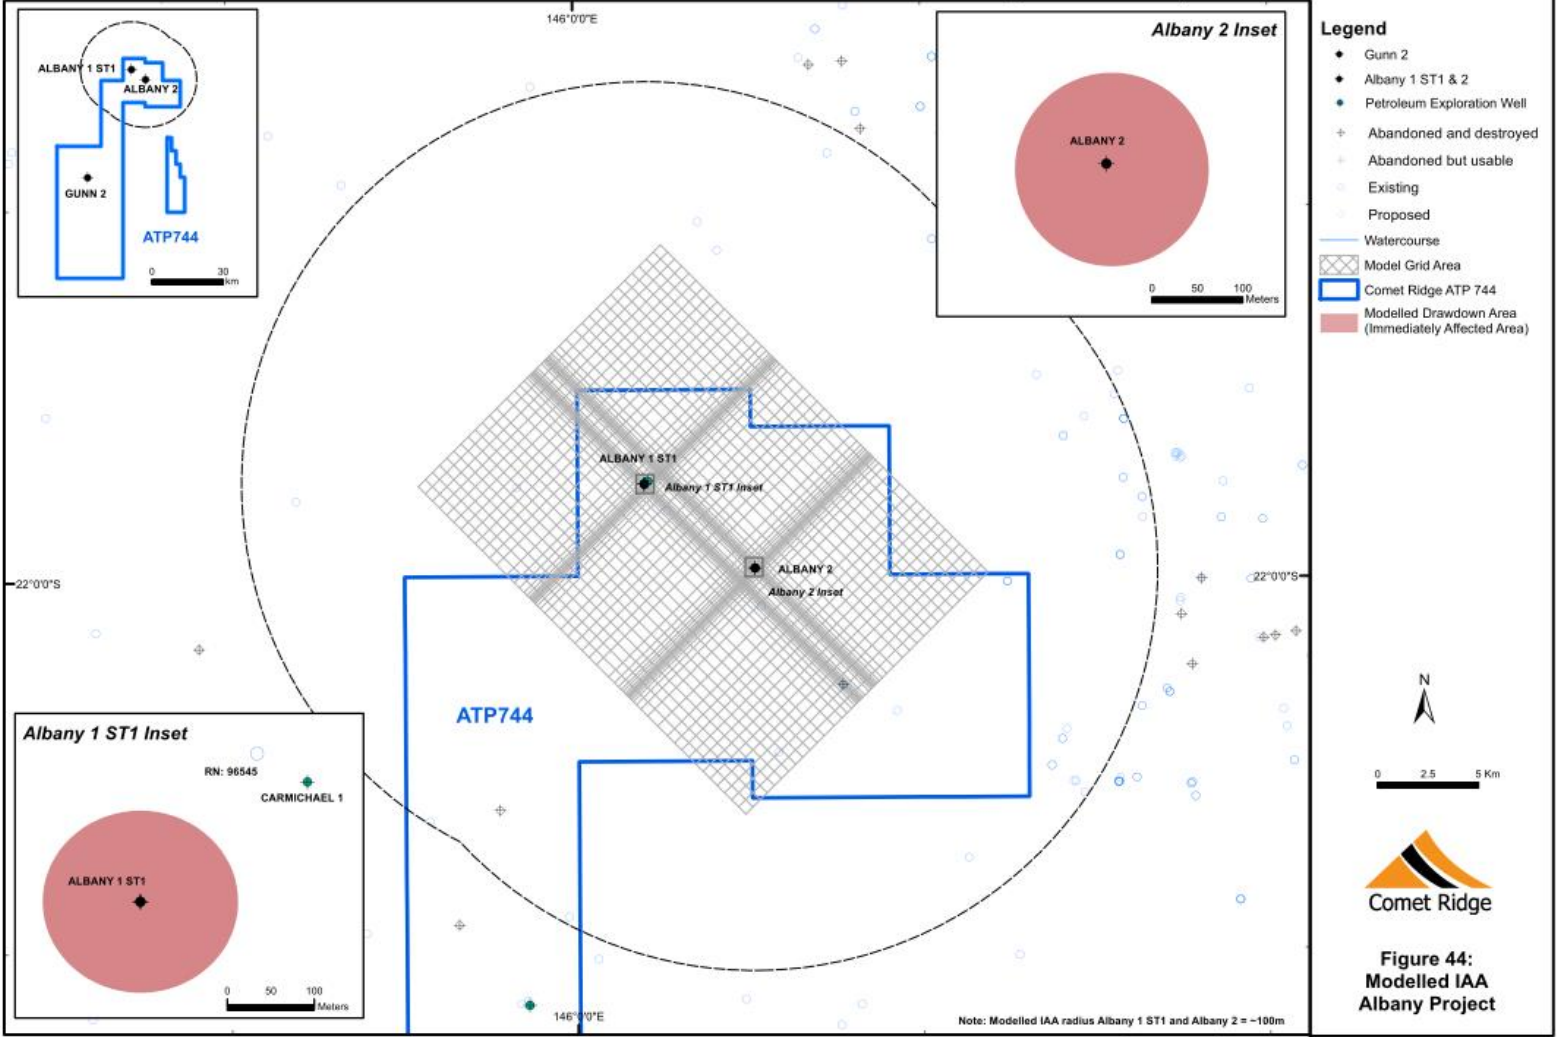 146°0'0"E
ALBANY 1 ST1
ALBANY 2
GUNN 2
ATP744
0 30
km
Albany 2 Inset
ALBANY 2
0 50 100
Meters
ALBANY 1 ST1
Albany 1 ST1 Inset
ALBANY 2
Albany 2 Inset
22°0'0"S
22°0'0"S
ATP744
Albany 1 ST1 Inset
RN: 96545
CARMICHAEL 1
ALBANY 1 ST1
0 50 100
Meters
146°0'0"E
Note: Modelled IAA radius Albany 1 ST1 and Albany 2 = ~100m
Legend
Gunn 2
Albany 1 ST1 & 2
Petroleum Exploration Well
Abandoned and destroyed
Abandoned but usable
Existing
Proposed
Watercourse
Model Grid Area
Comet Ridge ATP 744
Modelled Drawdown Area
(Immediately Affected Area)
N
0 2.5 5 Km
Comet Ridge
Figure 44:
Modelled IAA
Albany Project